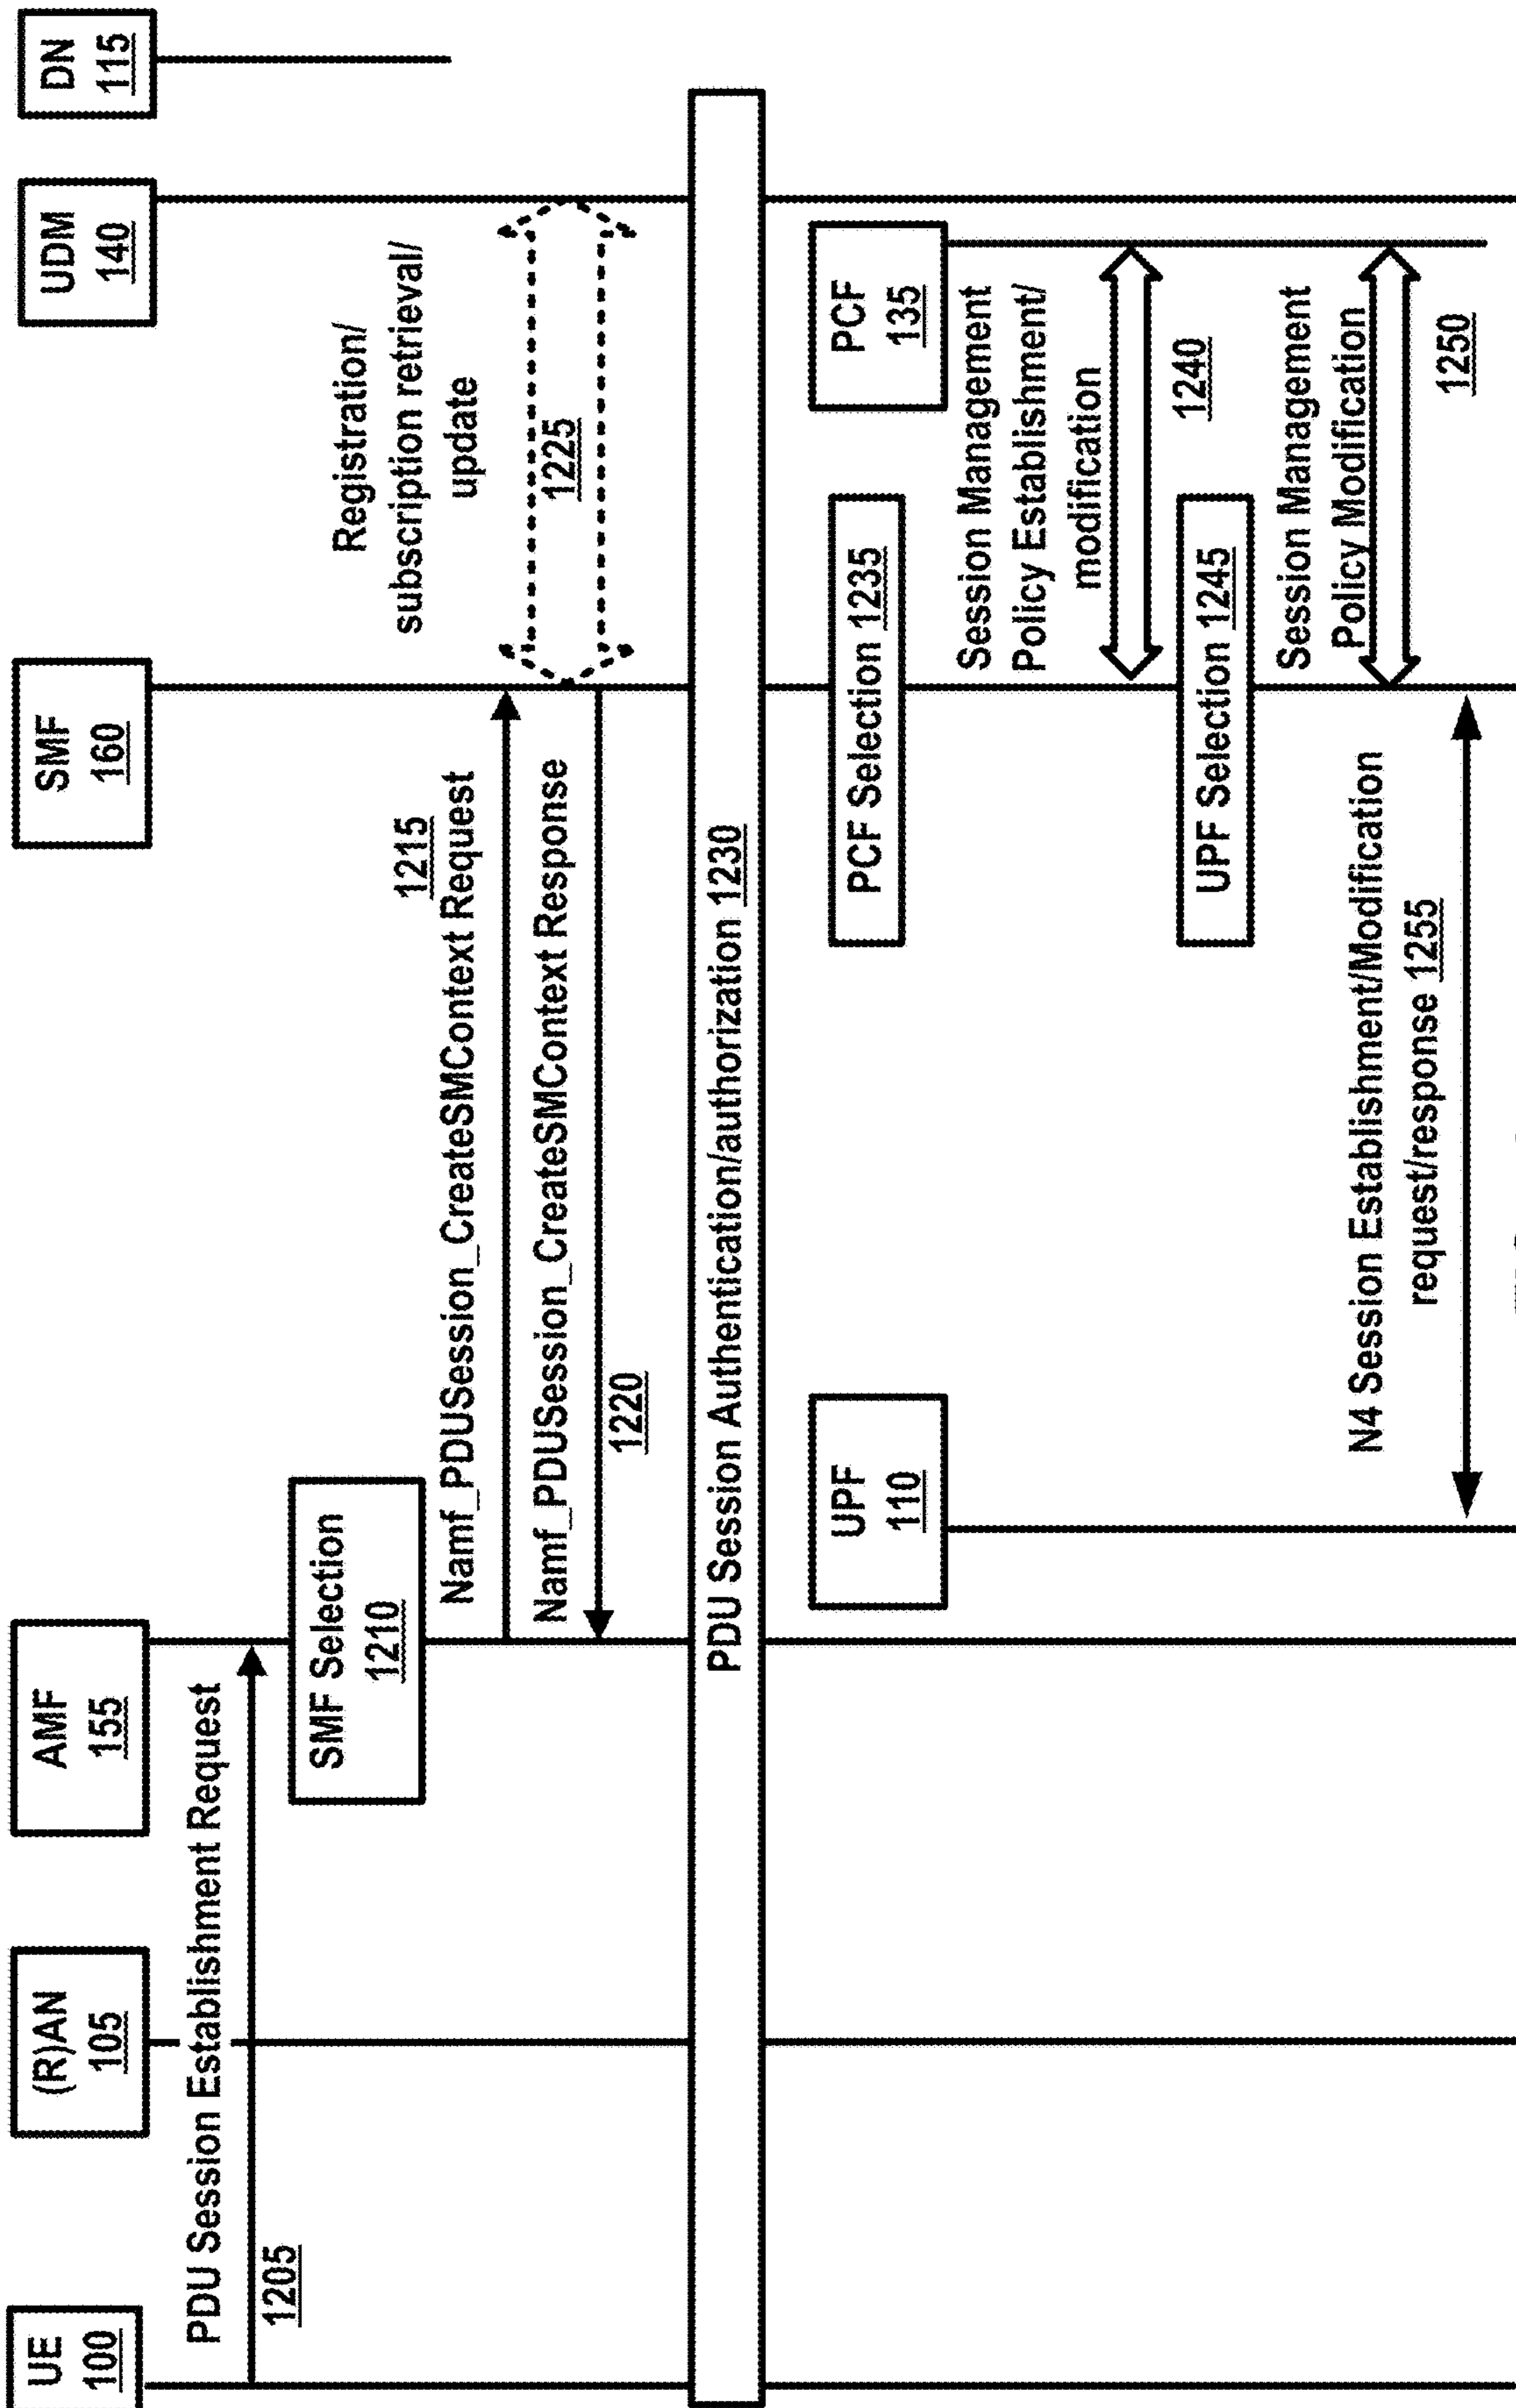 UE
100
(R)AN
105
AMF
155
SMF
160
UDM
140
DN
115
PDU Session Establishment Request
1205
SMF Selection
1210
1215
Namf_PDUSession_CreateSMContext Request
Namf_PDUSession_CreateSMContext Response
1220
Registration/
subscription retrieval/
update
1225
PDU Session Authentication/authorization 1230
UPF
110
PCF
135
PCF Selection 1235
Session Management
Policy Establishment/
modification
1240
UPF Selection 1245
Session Management
Policy Modification
1250
N4 Session Establishment/Modification
request/response 1255